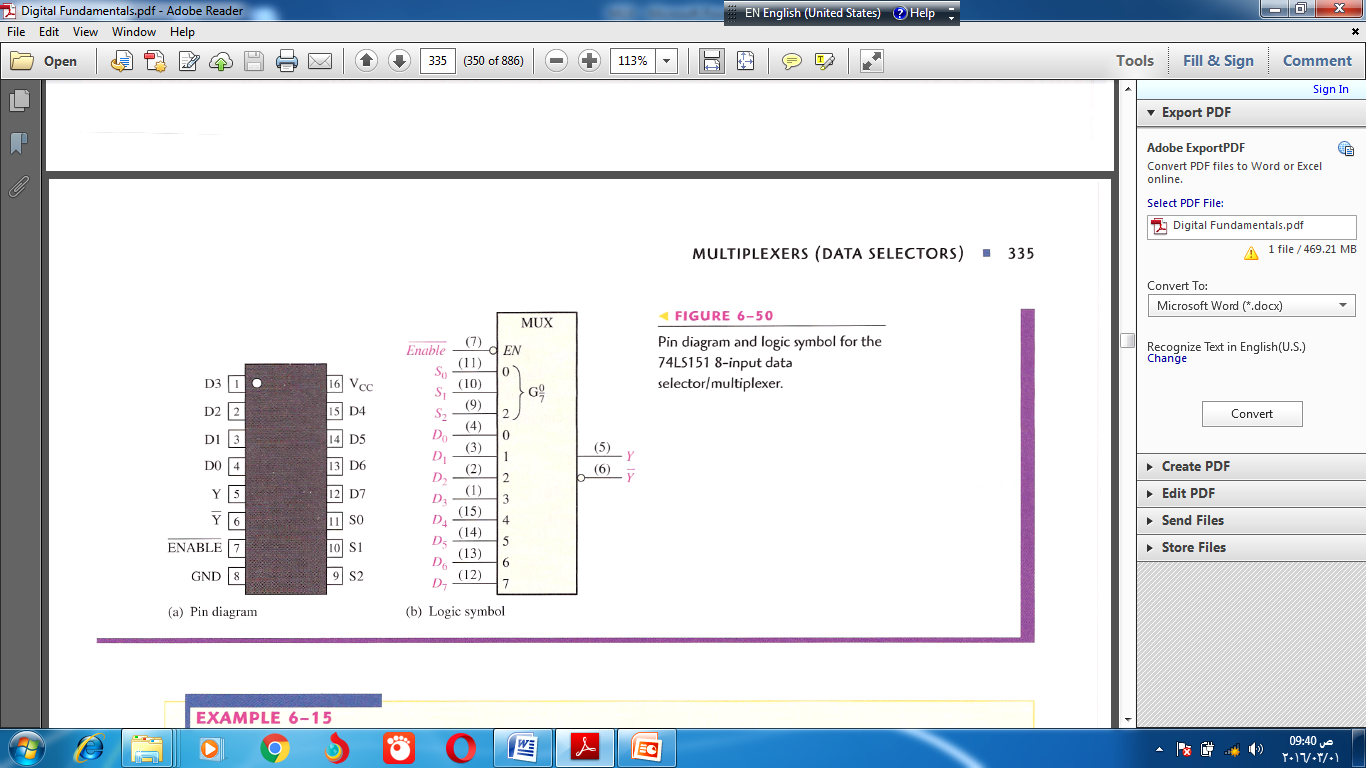 Digital Fundamentals.pdf - Adobe Reader
EN English (United States) Help
File Edit View Window Help
Open 335 (350 of 886) 113% Tools Fill & Sign Comment
Sign In
Export PDF
Adobe ExportPDF
Convert PDF files to Word or Excel
online.
Select PDF File:
Digital Fundamentals.pdf
1 file / 469.21 MB
Convert To:
Microsoft Word (*.docx)
Recognize Text in English(U.S.)
Change
Convert
Create PDF
Edit PDF
Send Files
Store Files
MULTIPLEXERS (DATA SELECTORS) ■ 335
D3 1 16 VCC
D2 2 15 D4
D1 3 14 D5
D0 4 13 D6
Y 5 12 D7
Y̅ 6 11 S0
E̅N̅A̅B̅L̅E̅ 7 10 S1
GND 8 9 S2
(a) Pin diagram
MUX
E̅n̅a̅b̅l̅e̅ (7) EN
S₀ (11) 0
S₁ (10) G 0/7
S₂ (9) 2
D₀ (4) 0
D₁ (3) 1 (5) Y
D₂ (2) 2 (6) Y̅
D₃ (1) 3
D₄ (15) 4
D₅ (14) 5
D₆ (13) 6
D₇ (12) 7
(b) Logic symbol
◄ FIGURE 6–50
Pin diagram and logic symbol for the
74LS151 8-input data
selector/multiplexer.
EXAMPLE 6–15
09:40 ص
٢٠١٦/٠٣/٠١